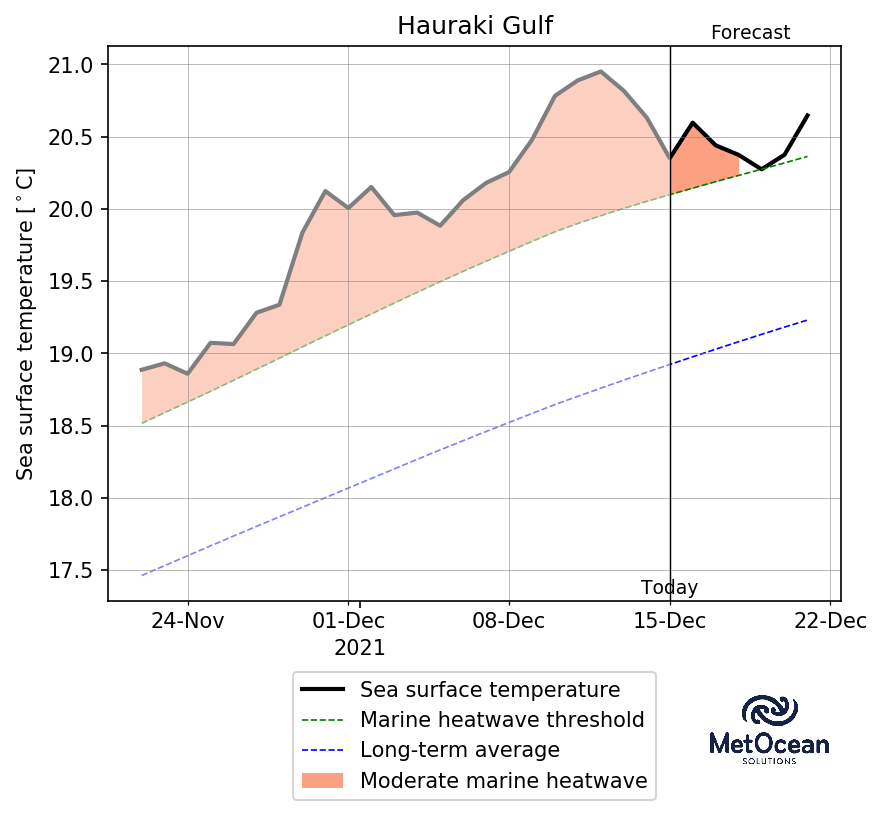 Hauraki Gulf
Forecast
Sea surface temperature [°C]
21.0
20.5
20.0
19.5
19.0
18.5
18.0
17.5
Today
24-Nov 01-Dec 08-Dec 15-Dec 22-Dec
2021
Sea surface temperature
Marine heatwave threshold
Long-term average
Moderate marine heatwave
MetOcean
SOLUTIONS